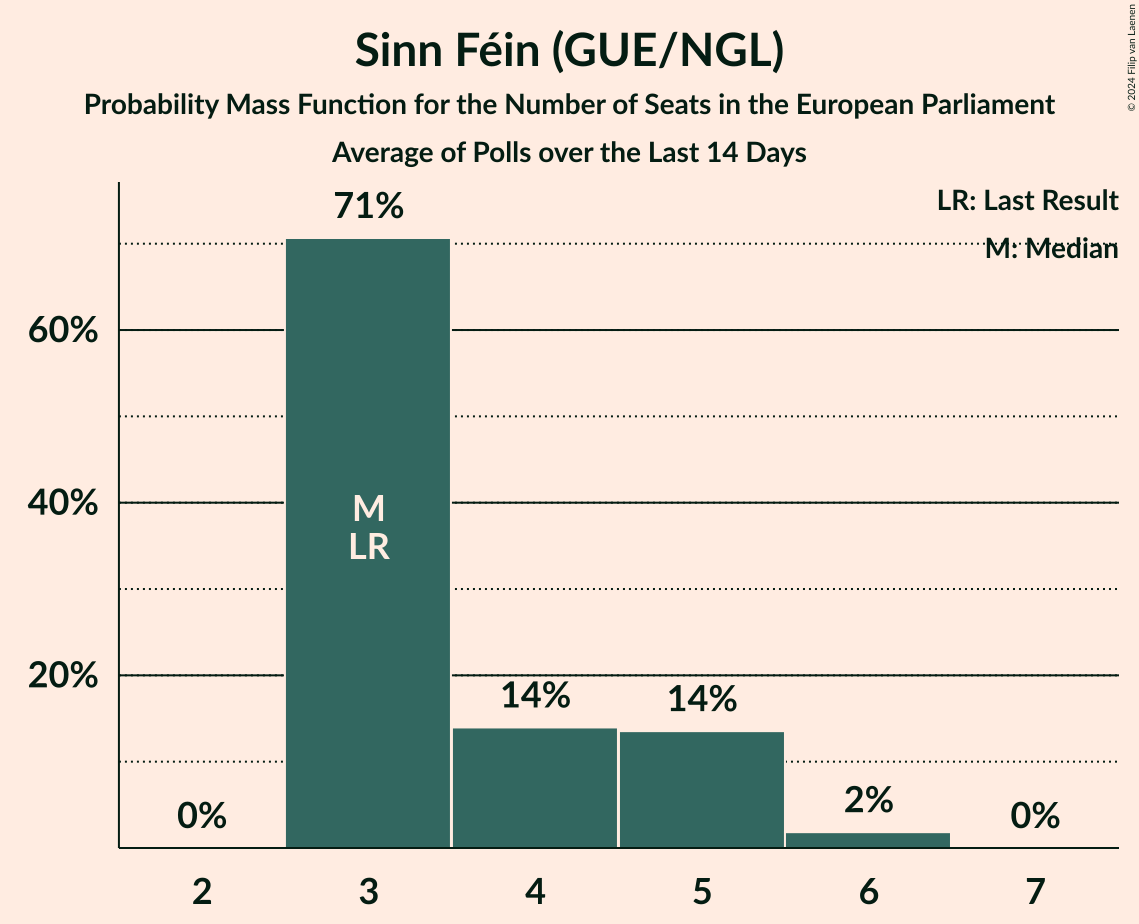 Sinn Féin (GUE/NGL)
Probability Mass Function for the Number of Seats in the European Parliament
Average of Polls over the Last 14 Days
© 2024 Filip van Laenen
LR: Last Result
M: Median
71%
60%
40%
20%
M
LR
0%
14%
14%
2%
0%
2
3
4
5
6
7